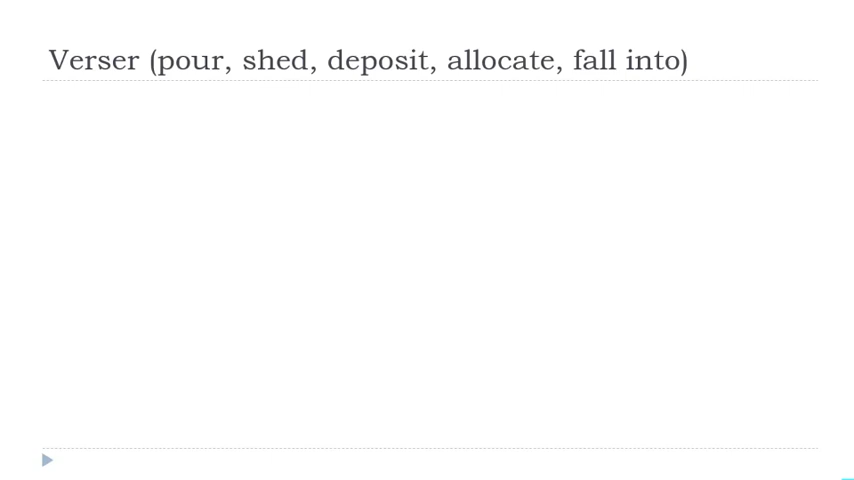 Verser (pour, shed, deposit, allocate, fall into)